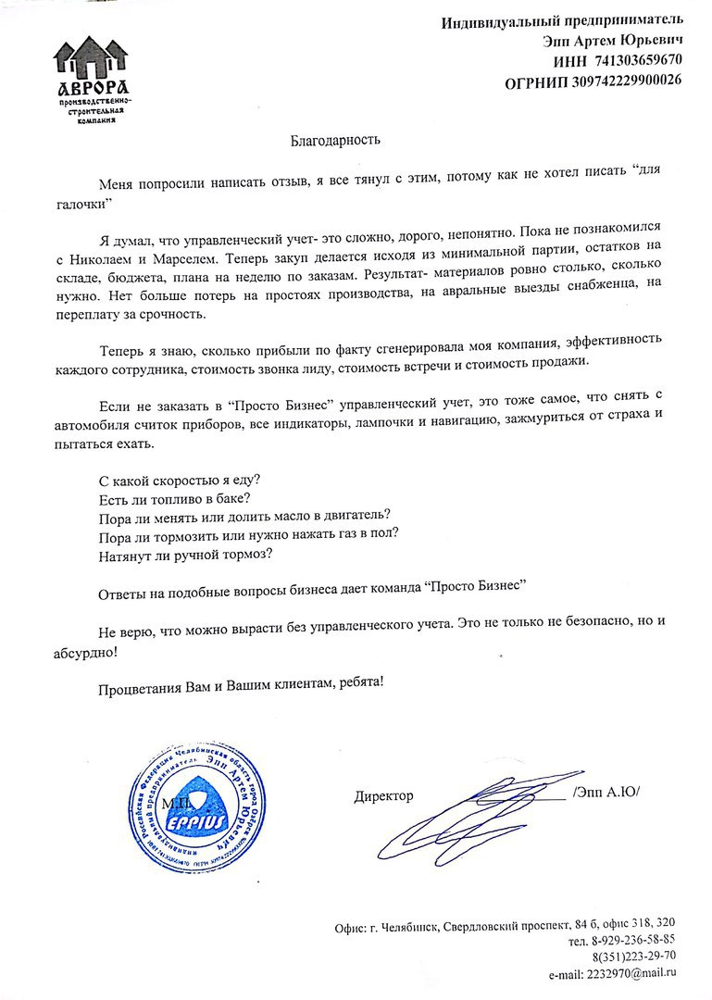 Индивидуальный предприниматель
Эпп Артем Юрьевич
ИНН 741303659670
ОГРНИП 309742229900026
АВРОРА
производственно-
строительная
компания
Благодарность
Меня попросили написать отзыв, я все тянул с этим, потому как не хотел писать “для
галочки”
Я думал, что управленческий учет- это сложно, дорого, непонятно. Пока не познакомился
с Николаем и Марселем. Теперь закуп делается исходя из минимальной партии, остатков на
складе, бюджета, плана на неделю по заказам. Результат- материалов ровно столько, сколько
нужно. Нет больше потерь на простоях производства, на авральные выезды снабженца, на
переплату за срочность.
Теперь я знаю, сколько прибыли по факту сгенерировала моя компания, эффективность
каждого сотрудника, стоимость звонка лиду, стоимость встречи и стоимость продажи.
Если не заказать в “Просто Бизнес” управленческий учет, это тоже самое, что снять с
автомобиля считок приборов, все индикаторы, лампочки и навигацию, зажмуриться от страха и
пытаться ехать.
С какой скоростью я еду?
Есть ли топливо в баке?
Пора ли менять или долить масло в двигатель?
Пора ли тормозить или нужно нажать газ в пол?
Натянут ли ручной тормоз?
Ответы на подобные вопросы бизнеса дает команда “Просто Бизнес”
Не верю, что можно вырасти без управленческого учета. Это не только не безопасно, но и
абсурдно!
Процветания Вам и Вашим клиентам, ребята!
Российская Федерация Челябинская область город Озёрск
Индивидуальный предприниматель Эпп Артем Юрьевич
М.П.
EPPIUS
Директор /Эпп А.Ю/
Офис: г. Челябинск, Свердловский проспект, 84 б, офис 318, 320
тел. 8-929-236-58-85
8(351)223-29-70
e-mail: 2232970@mail.ru